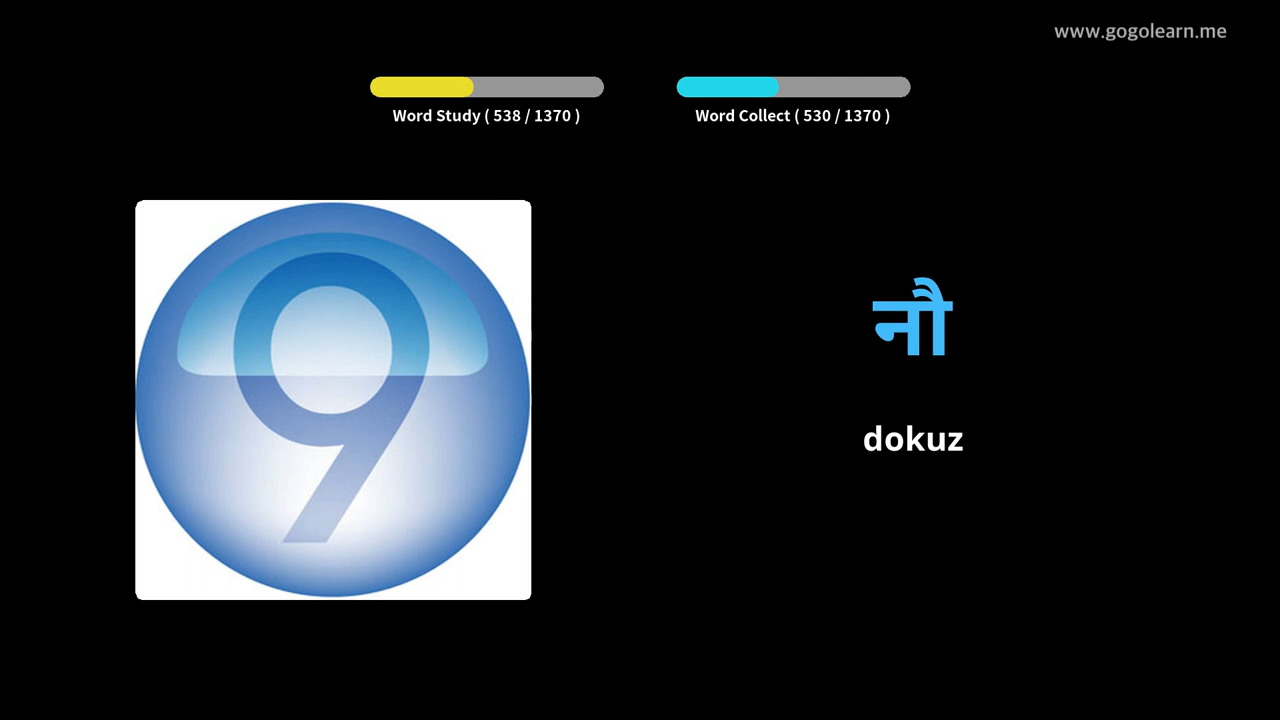 www.gogolearn.me
Word Study ( 538 / 1370 )
Word Collect ( 530 / 1370 )
9
नौ
dokuz